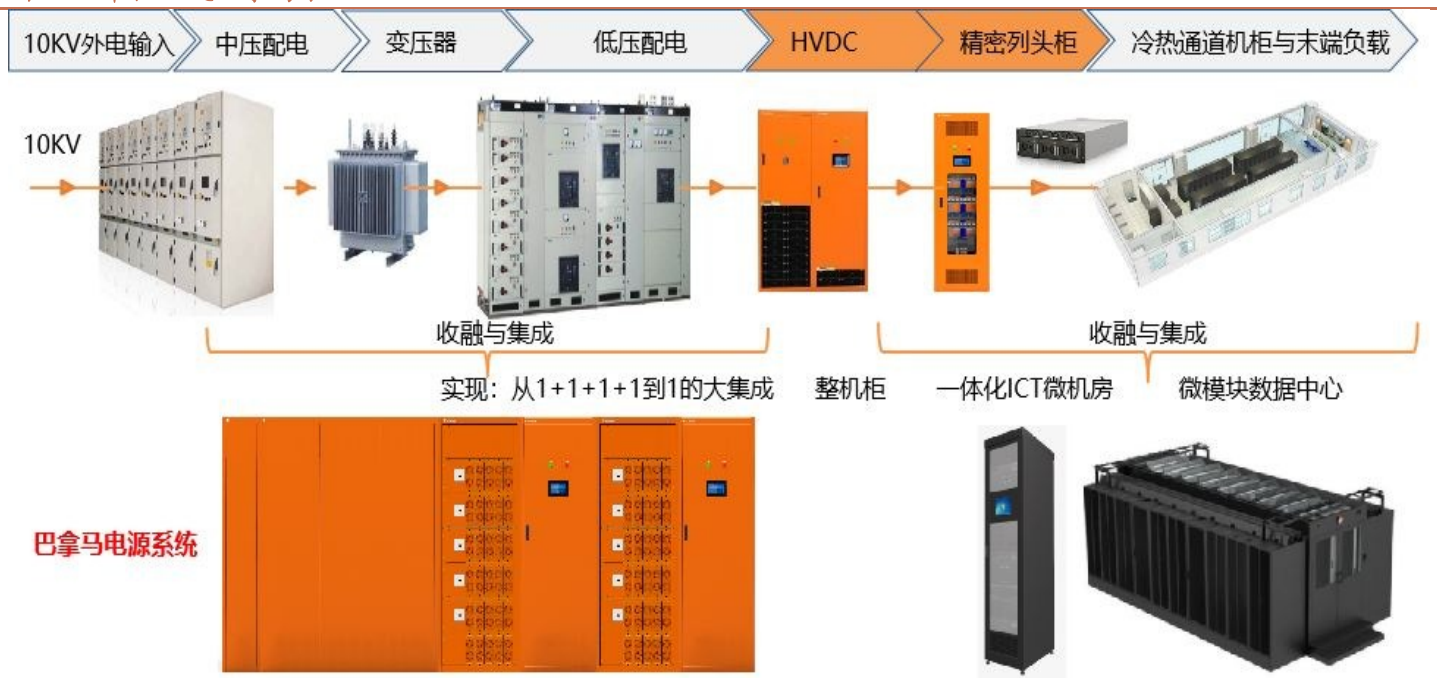 10KV外电输入
中压配电
变压器
低压配电
HVDC
精密列头柜
冷热通道机柜与末端负载
10KV
收融与集成
收融与集成
实现：从1+1+1+1到1的大集成
整机柜
一体化ICT微机房
微模块数据中心
巴拿马电源系统